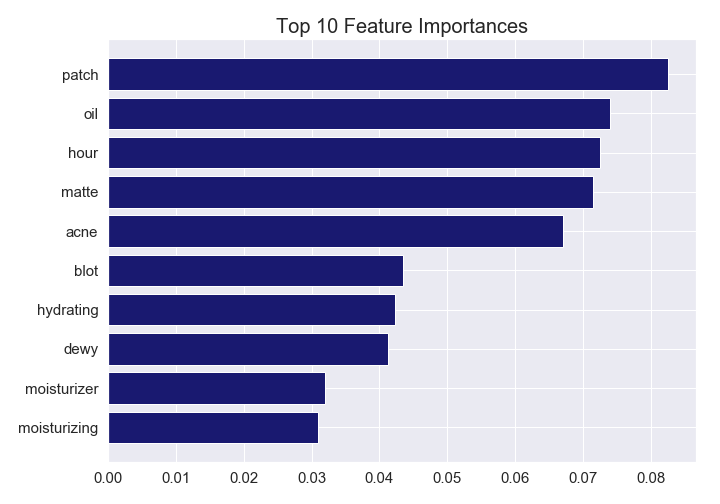 Top 10 Feature Importances
patch
oil
hour
matte
acne
blot
hydrating
dewy
moisturizer
moisturizing
0.00 0.01 0.02 0.03 0.04 0.05 0.06 0.07 0.08